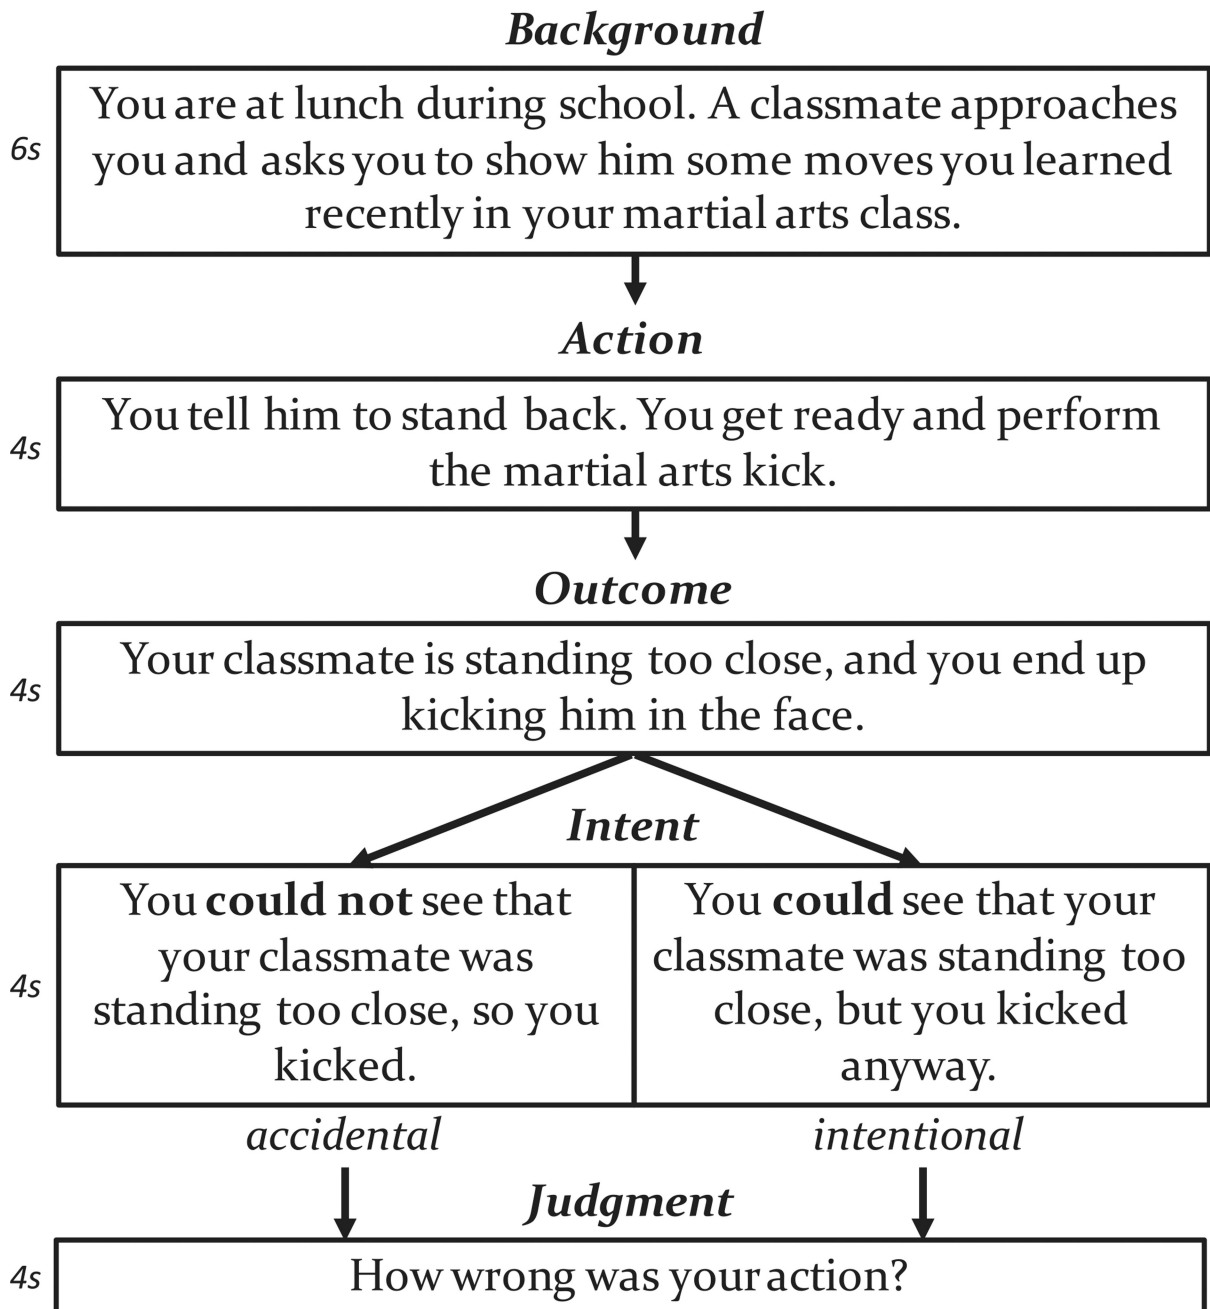 Background
6s
You are at lunch during school. A classmate approaches
you and asks you to show him some moves you learned
recently in your martial arts class.
Action
4s
You tell him to stand back. You get ready and perform
the martial arts kick.
Outcome
4s
Your classmate is standing too close, and you end up
kicking him in the face.
Intent
4s
You could not see that
your classmate was
standing too close, so you
kicked.
You could see that your
classmate was standing too
close, but you kicked
anyway.
accidental
intentional
Judgment
4s
How wrong was your action?